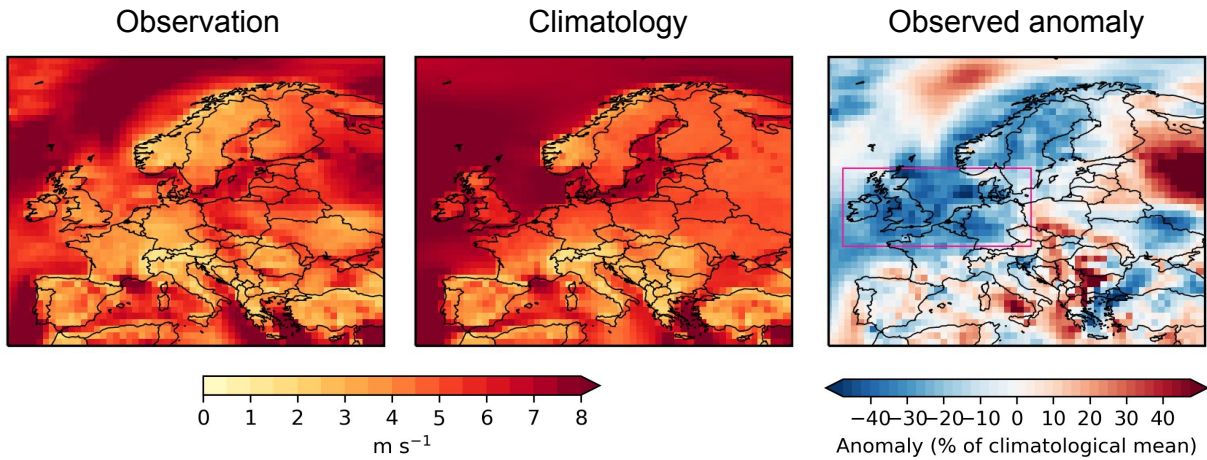 Observation
Climatology
Observed anomaly
0 1 2 3 4 5 6 7 8
m s⁻¹
−40 −30 −20 −10 0 10 20 30 40
Anomaly (% of climatological mean)